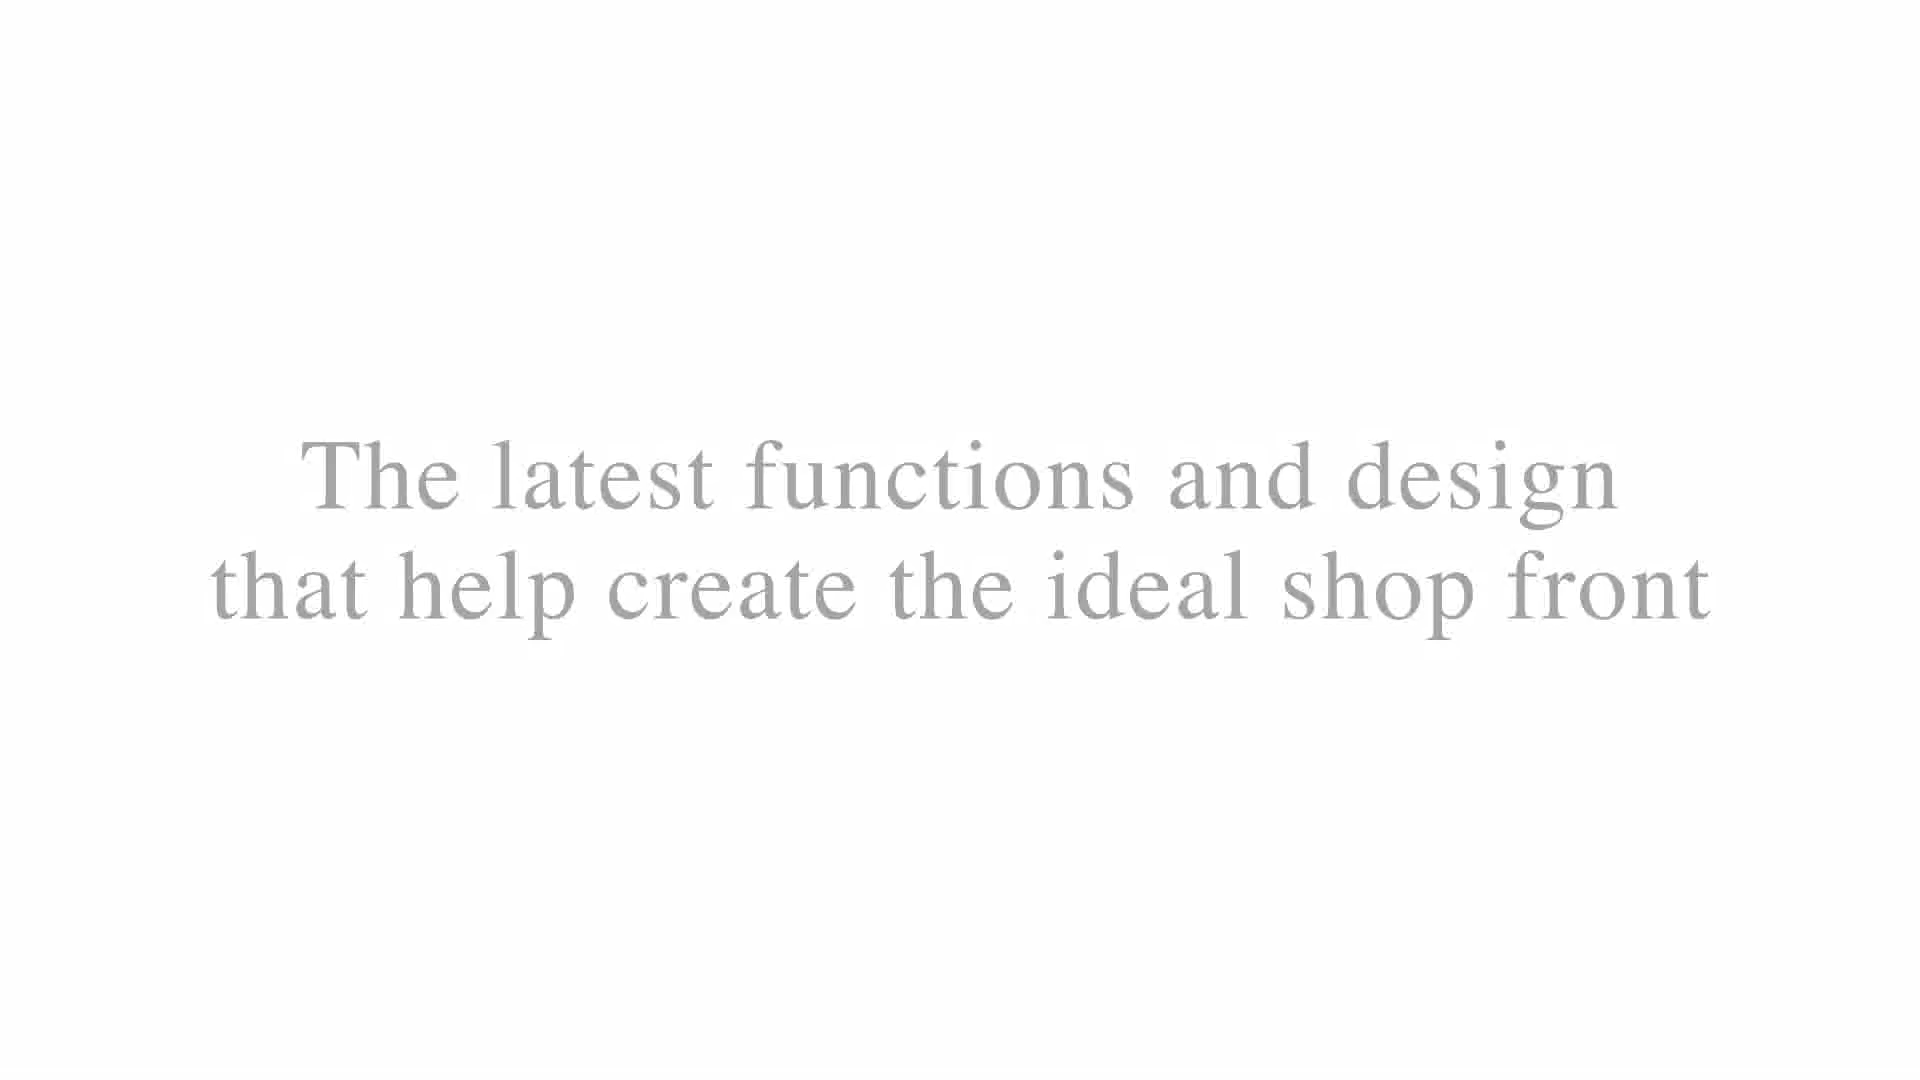 The latest functions and design
that help create the ideal shop front